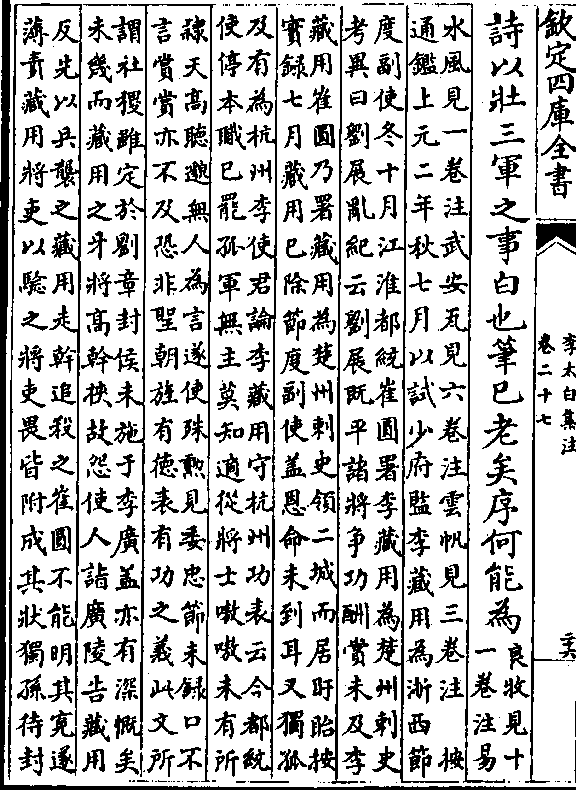 欽定四庫全書
李太白集注
卷二十七
二六
詩以壯三軍之事白也筆已老矣序何能為良牧見十
一卷注易
水風見一卷注武安瓦見六卷注雲帆見三卷注 按
通鑑上元二年秋七月以試少府監李藏用為浙西節
度副使冬十月江淮都統崔圓署李藏用為楚州刺史
考異曰劉展亂紀云劉展既平諸將爭功酬賞未及李
藏用崔圓乃署藏用為楚州刺史領二城而居盱眙按
實録七月藏用已除節度副使盖恩命未到耳又獨孤
及有為杭州李使君論李藏用守杭州功表云今都統
使停本職已罷孤軍無主莫知適從將士嗷嗷未有所
隸天高聽邈無人為言遂使殊勲見委忠節未録口不
言賞賞亦不及恐非聖朝旌有徳表有功之義此文所
謂社稷雖定於劉章封侯未施于李廣盖亦有深慨矣
未幾而藏用之牙將高幹挾故怨使人詣廣陵告藏用
反先以兵襲之藏用走幹追殺之崔圓不能明其寃遂
薄責藏用將吏以驗之將吏畏皆附成其狀獨孫待封